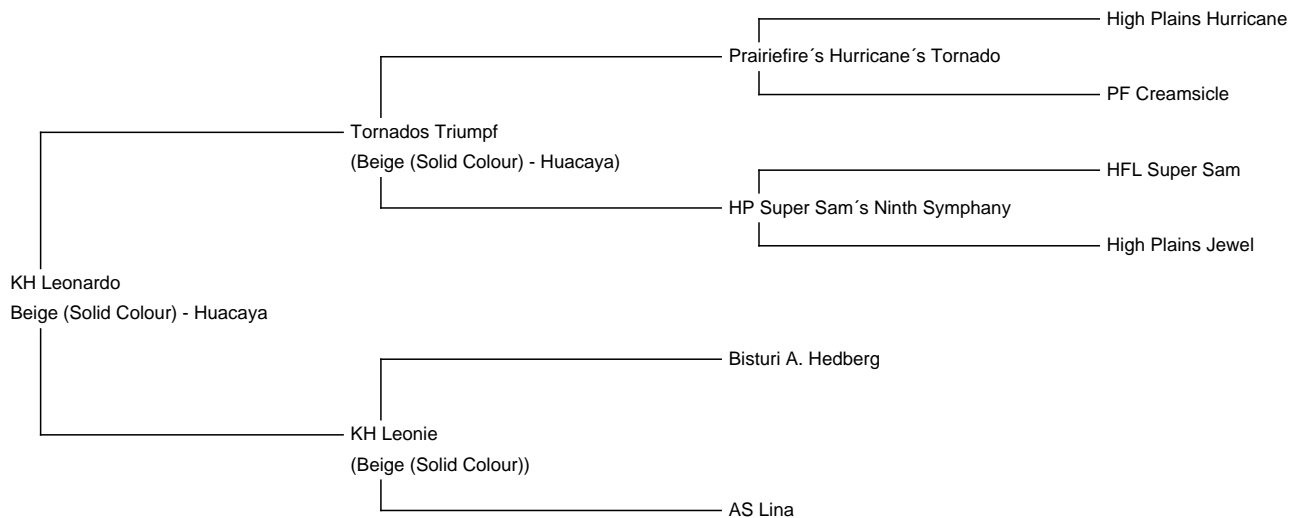 High Plains Hurricane
Prairiefire´s Hurricane´s Tornado
PF Creamsicle
Tornados Triumpf
(Beige (Solid Colour) - Huacaya)
HFL Super Sam
HP Super Sam´s Ninth Symphany
High Plains Jewel
KH Leonardo
Beige (Solid Colour) - Huacaya
Bisturi A. Hedberg
KH Leonie
(Beige (Solid Colour))
AS Lina